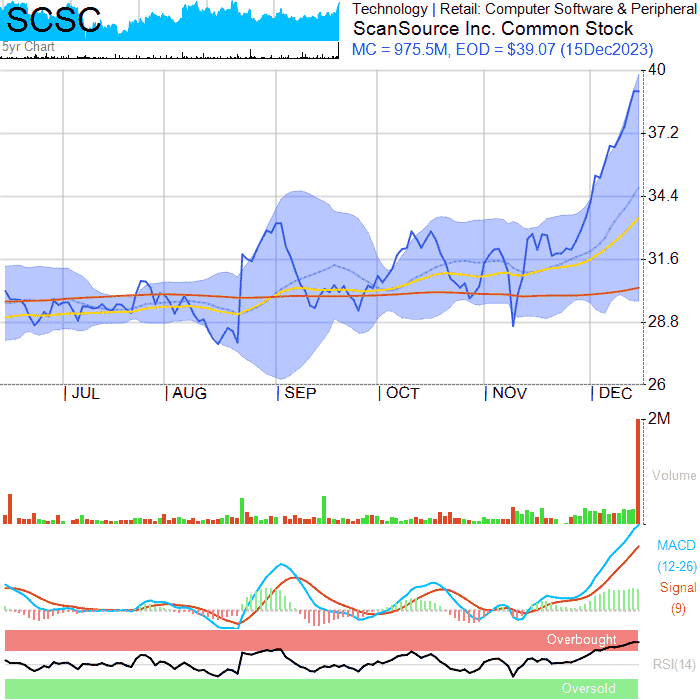 SCSC
5yr Chart
Technology | Retail: Computer Software & Peripheral
ScanSource Inc. Common Stock
MC = 975.5M, EOD = $39.07 (15Dec2023)
40
37.2
34.4
31.6
28.8
26
JUL
AUG
SEP
OCT
NOV
DEC
2M
Volume
MACD
(12-26)
Signal
(9)
Overbought
RSI(14)
Oversold